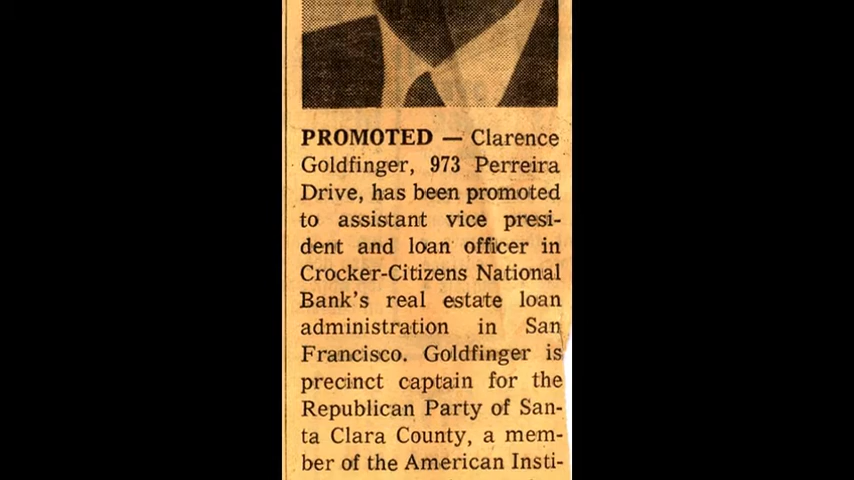 PROMOTED — Clarence
Goldfinger, 973 Perreira
Drive, has been promoted
to assistant vice presi-
dent and loan officer in
Crocker-Citizens National
Bank's real estate loan
administration in San
Francisco. Goldfinger is
precinct captain for the
Republican Party of San-
ta Clara County, a mem-
ber of the American Insti-